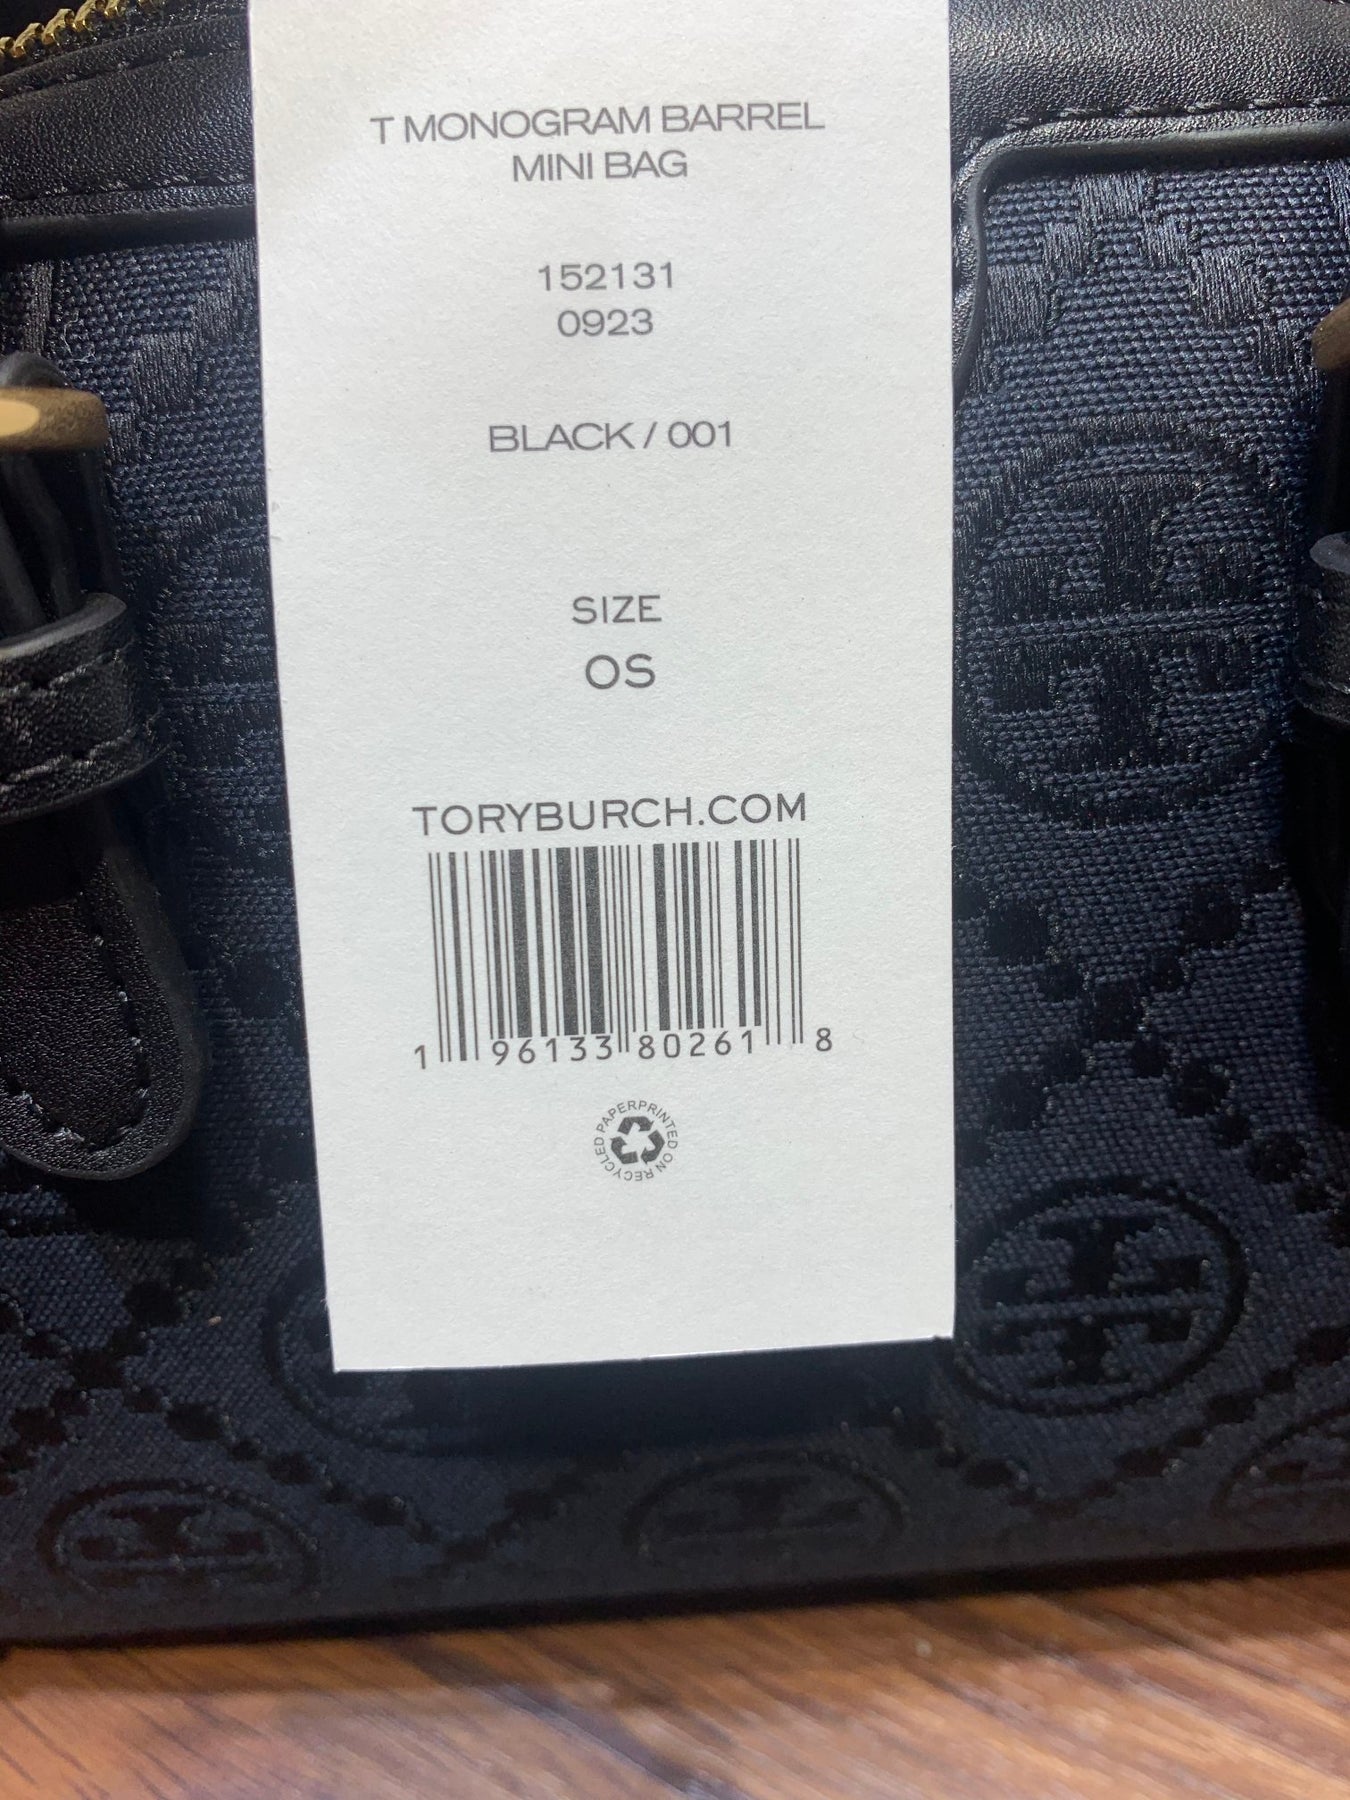 T MONOGRAM BARREL
MINI BAG
152131
0923
BLACK / 001
SIZE
OS
TORYBURCH.COM
1 96133 80261 8
PRINTED ON RECYCLED PAPER